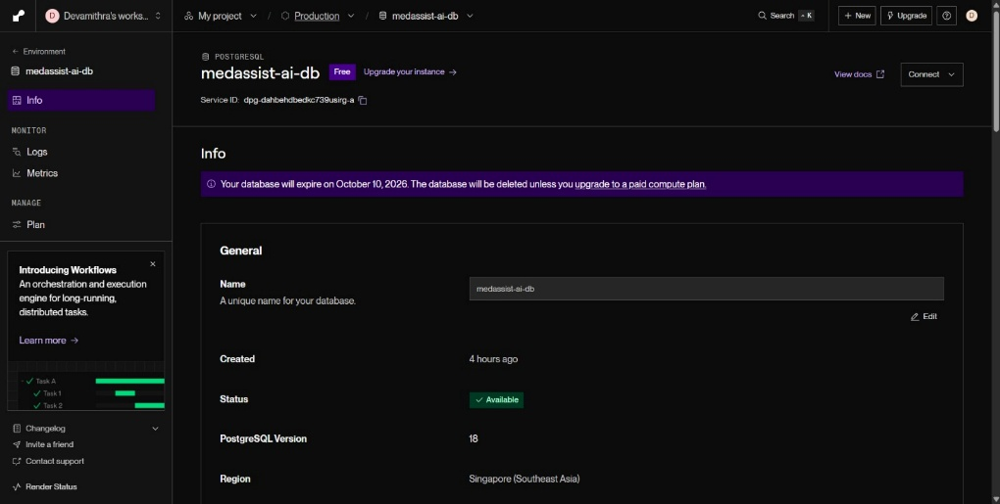 D Devamithra's works...
My project / Production / medassist-ai-db
Search
K
+ New
Upgrade
D
← Environment
medassist-ai-db
Info
MONITOR
Logs
Metrics
MANAGE
Plan
Introducing Workflows
An orchestration and execution
engine for long-running,
distributed tasks.
Learn more →
Task A
Task 1
Task 2
Changelog
Invite a friend
Contact support
Render Status
POSTGRESQL
medassist-ai-db Free Upgrade your instance →
Service ID: dpg-dahbehdbedkc739usirg-a
View docs
Connect
Info
Your database will expire on October 10, 2026. The database will be deleted unless you upgrade to a paid compute plan.
General
Name
A unique name for your database.
medassist-ai-db
Edit
Created
4 hours ago
Status
Available
PostgreSQL Version
18
Region
Singapore (Southeast Asia)